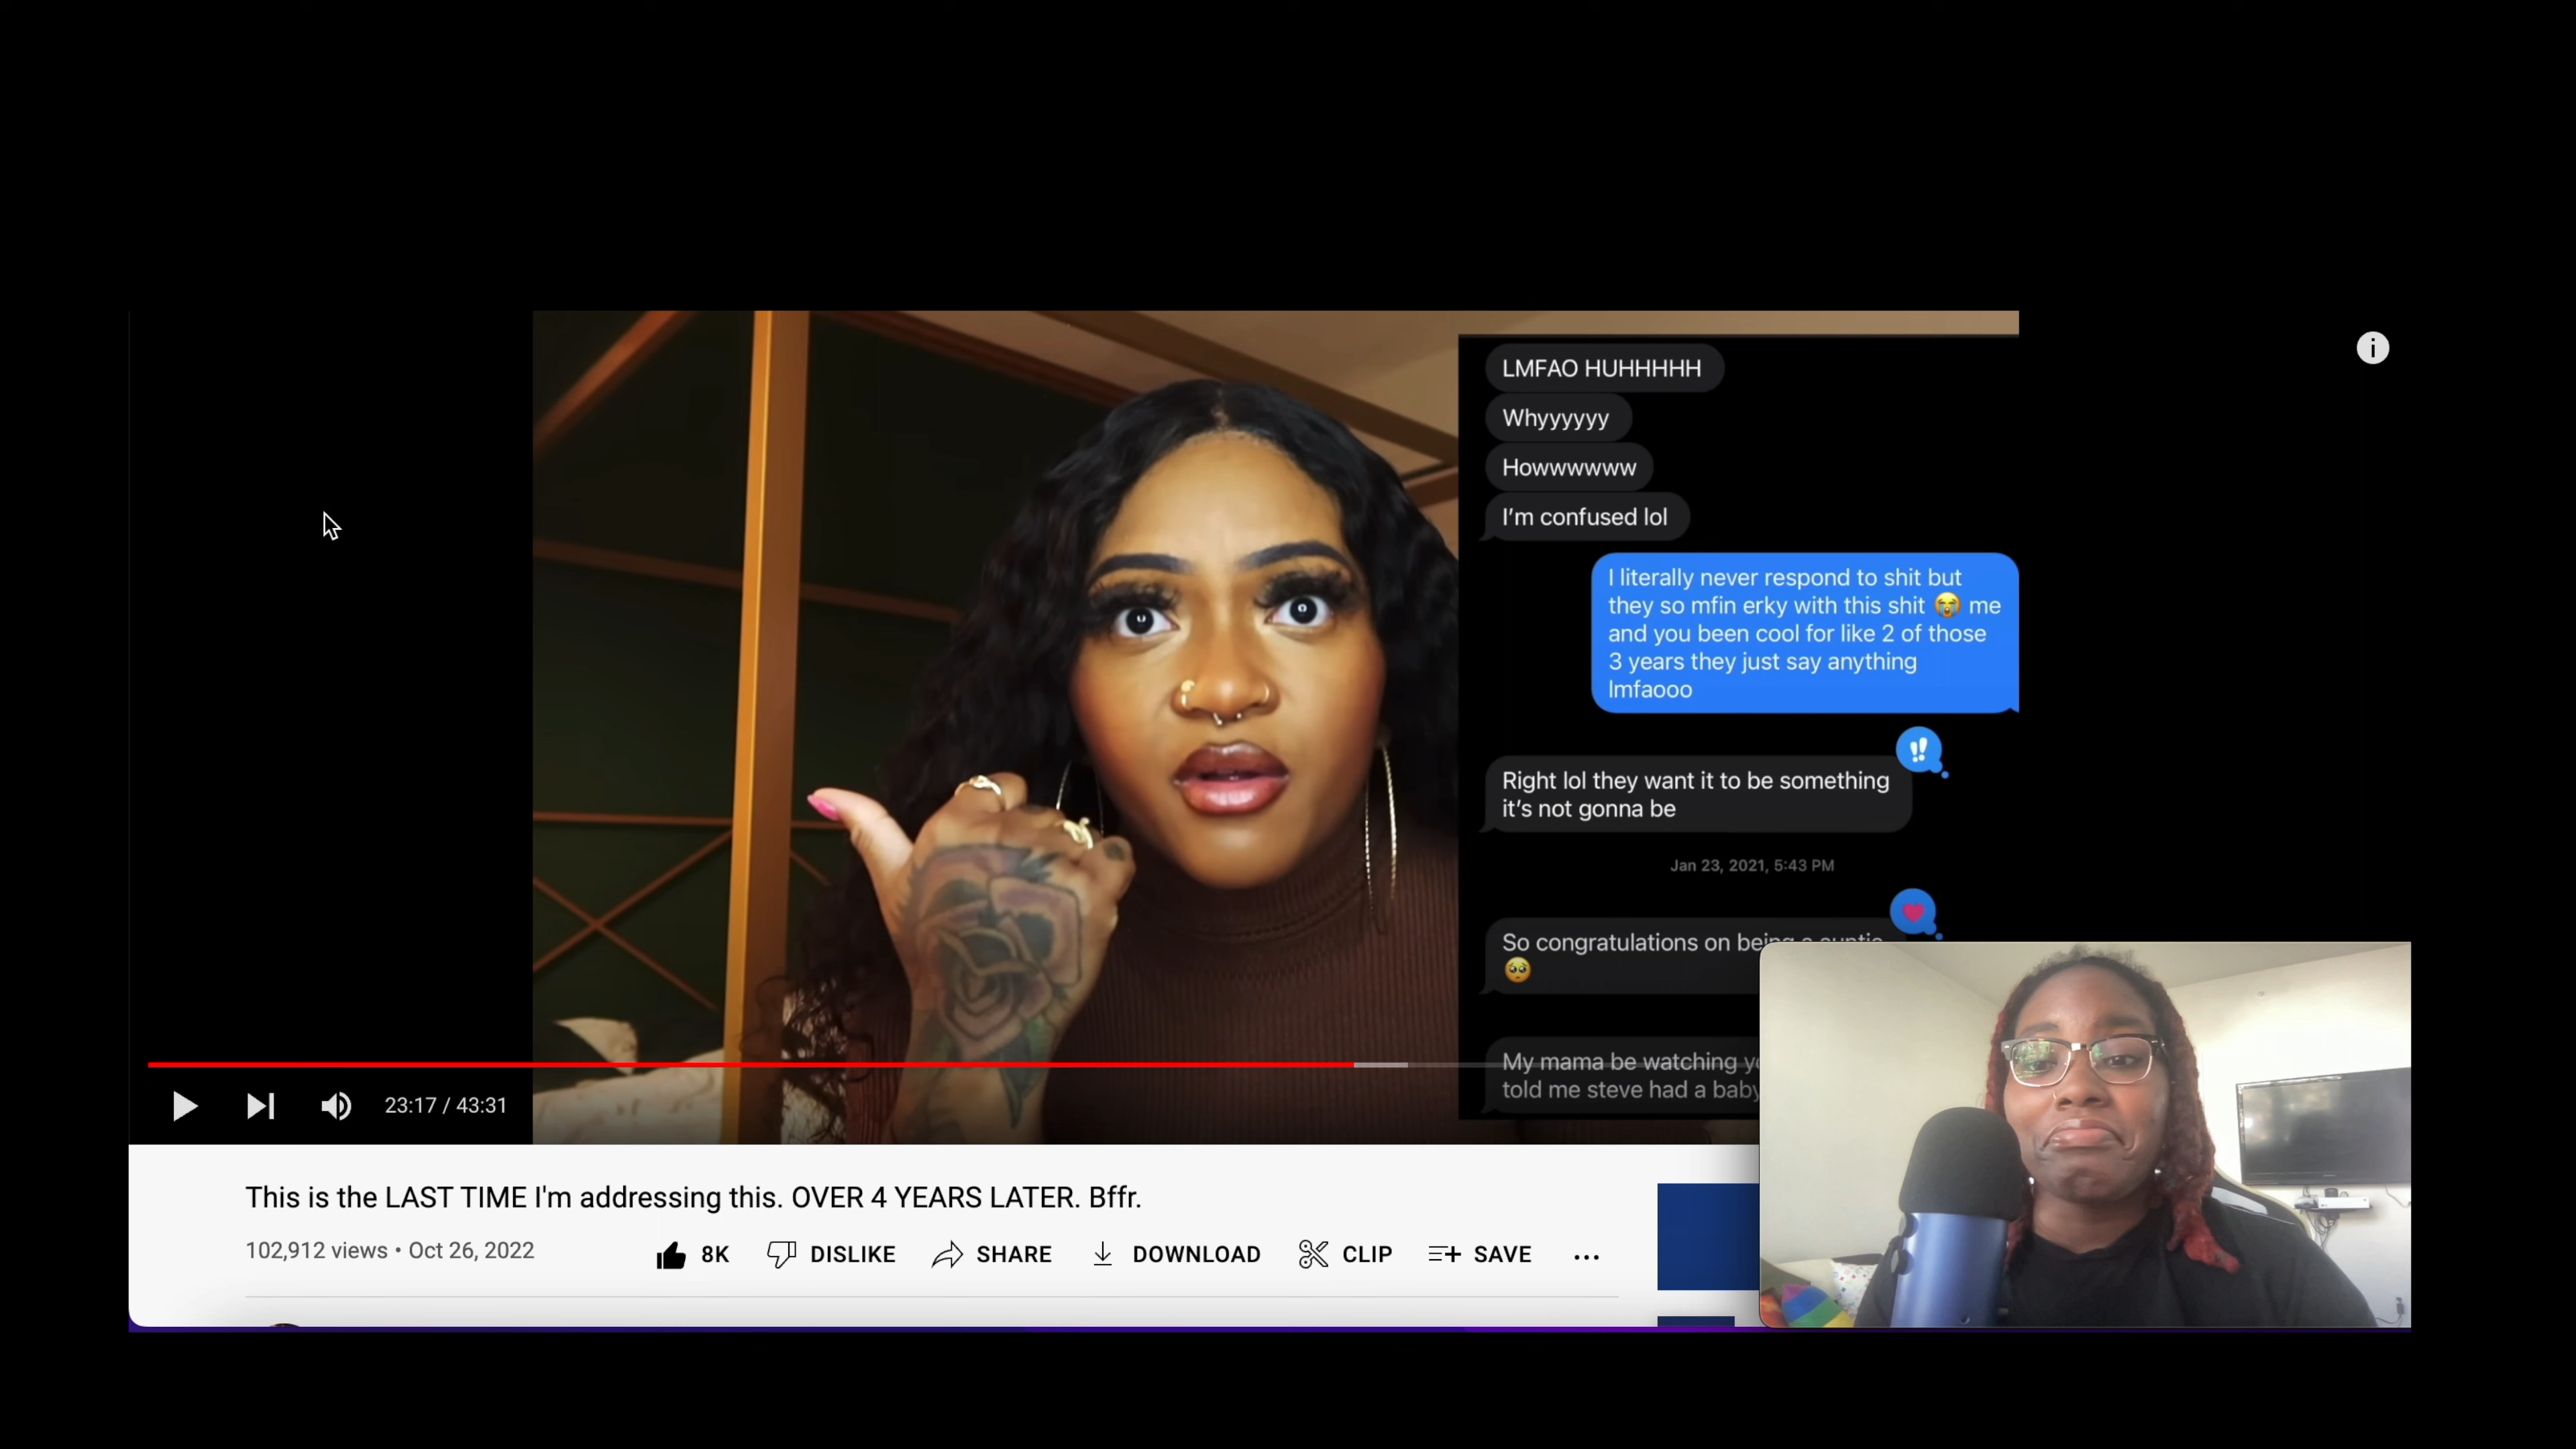 LMFAO HUHHHHH
Whyyyyyy
Howwwwww
I'm confused lol
I literally never respond to shit but
they so mfin erky with this shit 😭 me
and you been cool for like 2 of those
3 years they just say anything
lmfaooo
Right lol they want it to be something
it's not gonna be
Jan 23, 2021, 5:43 PM
So congratulations on being a auntie
🥺
My mama be watching
told me steve had a baby
23:17 / 43:31
This is the LAST TIME I'm addressing this. OVER 4 YEARS LATER. Bffr.
102,912 views • Oct 26, 2022
8K
DISLIKE
SHARE
DOWNLOAD
CLIP
SAVE